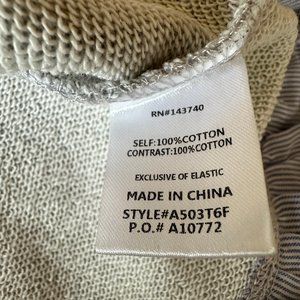 RN#143740
SELF:100%COTTON
CONTRAST:100%COTTON
EXCLUSIVE OF ELASTIC
MADE IN CHINA
STYLE#A503T6F
P.O.# A10772